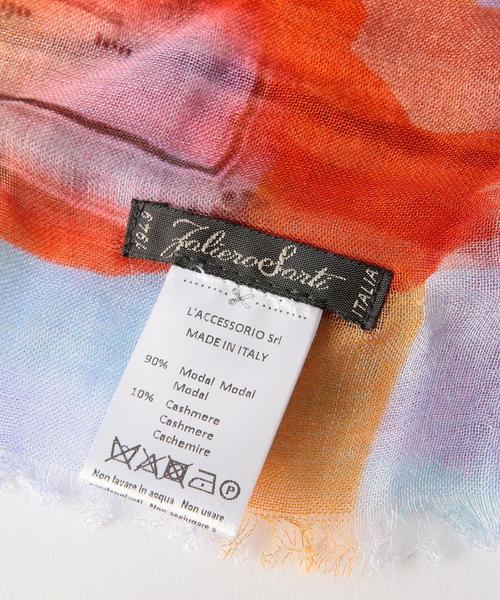 1949
Faliero Sarti
ITALIA
L'ACCESSORIO Srl
MADE IN ITALY
90% Modal Modal
Modal
10% Cashmere
Cashmere
Cachemire
P
Non lavare in acqua Non usare